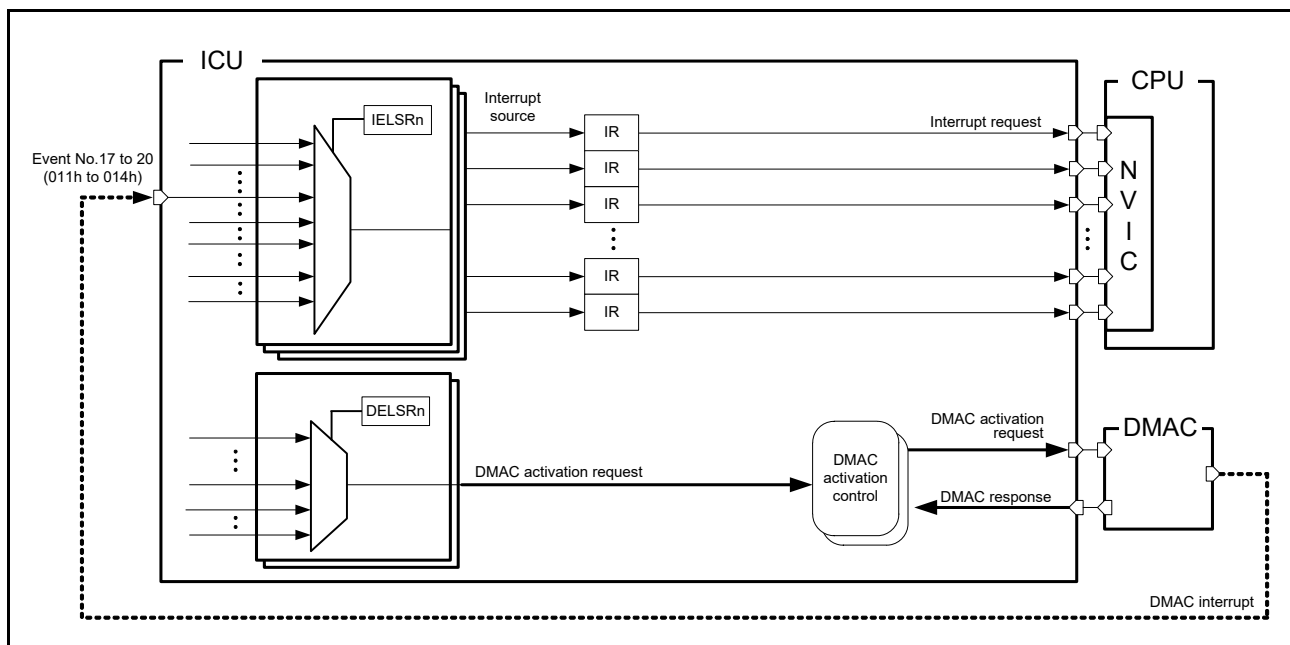 ICU
CPU
IELSRn
Interrupt
source
IR
Interrupt request
IR
IR
IR
IR
N
V
I
C
Event No.17 to 20
(011h to 014h)
DELSRn
DMAC activation request
DMAC
activation
control
DMAC activation
request
DMAC response
DMAC
DMAC interrupt